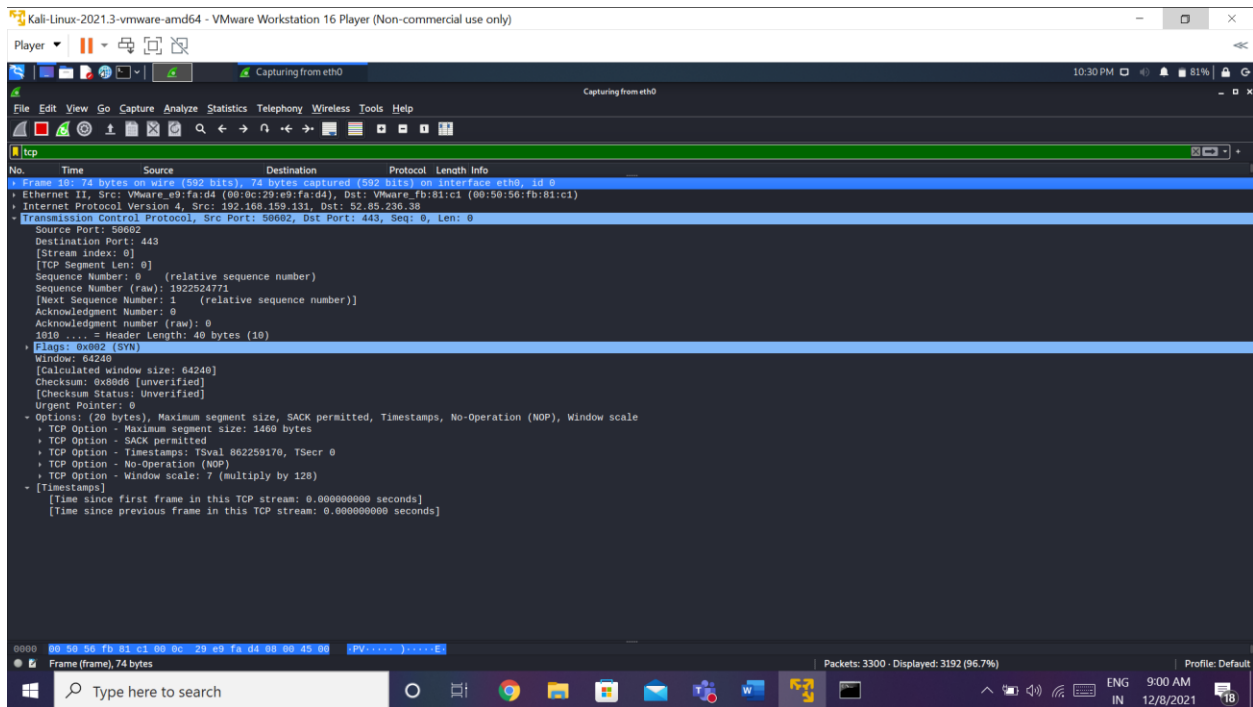 Kali-Linux-2021.3-vmware-amd64 - VMware Workstation 16 Player (Non-commercial use only)
Player
Capturing from eth0
10:30 PM
81%
Capturing from eth0
File Edit View Go Capture Analyze Statistics Telephony Wireless Tools Help
tcp
No. Time Source Destination Protocol Length Info
Frame 10: 74 bytes on wire (592 bits), 74 bytes captured (592 bits) on interface eth0, id 0
Ethernet II, Src: VMware_e9:fa:d4 (00:0c:29:e9:fa:d4), Dst: VMware_fb:81:c1 (00:50:56:fb:81:c1)
Internet Protocol Version 4, Src: 192.168.159.131, Dst: 52.85.236.38
Transmission Control Protocol, Src Port: 50602, Dst Port: 443, Seq: 0, Len: 0
Source Port: 50602
Destination Port: 443
[Stream index: 0]
[TCP Segment Len: 0]
Sequence Number: 0 (relative sequence number)
Sequence Number (raw): 1922524771
[Next Sequence Number: 1 (relative sequence number)]
Acknowledgment Number: 0
Acknowledgment number (raw): 0
1010 .... = Header Length: 40 bytes (10)
Flags: 0x002 (SYN)
Window: 64240
[Calculated window size: 64240]
Checksum: 0x80d6 [unverified]
[Checksum Status: Unverified]
Urgent Pointer: 0
Options: (20 bytes), Maximum segment size, SACK permitted, Timestamps, No-Operation (NOP), Window scale
TCP Option - Maximum segment size: 1460 bytes
TCP Option - SACK permitted
TCP Option - Timestamps: TSval 862259170, TSecr 0
TCP Option - No-Operation (NOP)
TCP Option - Window scale: 7 (multiply by 128)
[Timestamps]
[Time since first frame in this TCP stream: 0.000000000 seconds]
[Time since previous frame in this TCP stream: 0.000000000 seconds]
0000 00 50 56 fb 81 c1 00 0c 29 e9 fa d4 08 00 45 00 ·PV····· )·····E·
Frame (frame), 74 bytes
Packets: 3300 · Displayed: 3192 (96.7%)
Profile: Default
Type here to search
ENG
IN
9:00 AM
12/8/2021
18